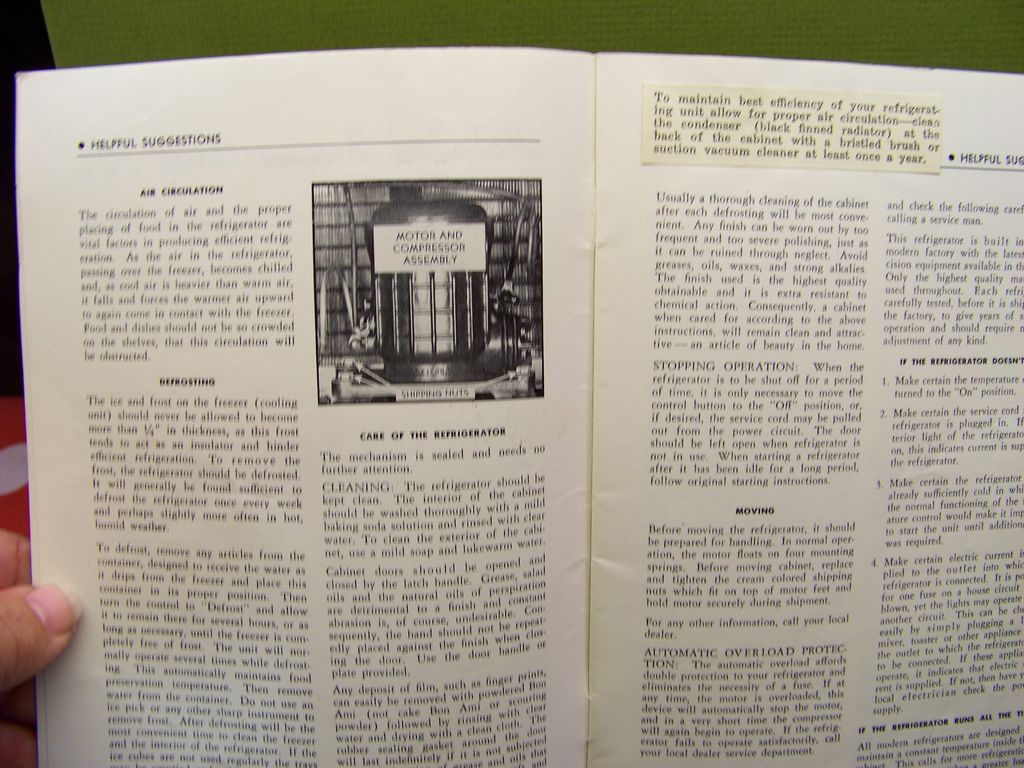 • HELPFUL SUGGESTIONS
AIR CIRCULATION
The circulation of air and the proper
placing of food in the refrigerator are
vital factors in producing efficient refrig-
eration. As the air in the refrigerator,
passing over the freezer, becomes chilled
and, as cool air is heavier than warm air,
it falls and forces the warmer air upward
to again come in contact with the freezer.
Food and dishes should not be so crowded
on the shelves, that this circulation will
be obstructed.
DEFROSTING
The ice and frost on the freezer (cooling
unit) should never be allowed to become
more than ¼" in thickness, as this frost
tends to act as an insulator and hinder
efficient refrigeration. To remove the
frost, the refrigerator should be defrosted.
It will generally be found sufficient to
defrost the refrigerator once every week
and perhaps slightly more often in hot,
humid weather.
To defrost, remove any articles from the
container, designed to receive the water as
it drips from the freezer and place this
container in its proper position. Then
turn the control to "Defrost" and allow
it to remain there for several hours, or as
long as necessary, until the freezer is com-
pletely free of frost. The unit will nor-
mally operate several times while defrost-
ing. This automatically maintains food
preservation temperature. Then remove
water from the container. Do not use an
ice pick or any other sharp instrument to
remove frost. After defrosting will be the
most convenient time to clean the freezer
and the interior of the refrigerator. If the
ice cubes are not used regularly the trays
MOTOR AND
COMPRESSOR
ASSEMBLY
SHIPPING NUTS
CARE OF THE REFRIGERATOR
The mechanism is sealed and needs no
further attention.
CLEANING: The refrigerator should be
kept clean. The interior of the cabinet
should be washed thoroughly with a mild
baking soda solution and rinsed with clear
water. To clean the exterior of the cabi-
net, use a mild soap and lukewarm water.
Cabinet doors should be opened and
closed by the latch handle. Grease, salad
oils and the natural oils of perspiration
are detrimental to a finish and constant
abrasion is, of course, undesirable. Con-
sequently, the hand should not be repeat-
edly placed against the finish when clos-
ing the door. Use the door handle or
plate provided.
Any deposit of film, such as finger prints,
can be easily removed with powdered Bon
Ami (not cake Bon Ami or scouring
powder) followed by rinsing with clear
water and drying with a clean cloth. The
rubber sealing gasket around the door
will last indefinitely if it is not subjected
of grease and oils that
To maintain best efficiency of your refrigerat-
ing unit allow for proper air circulation—clean
the condenser (black finned radiator) at the
back of the cabinet with a bristled brush or
suction vacuum cleaner at least once a year.
• HELPFUL SUG
Usually a thorough cleaning of the cabinet
after each defrosting will be most conve-
nient. Any finish can be worn out by too
frequent and too severe polishing, just as
it can be ruined through neglect. Avoid
greases, oils, waxes, and strong alkalies.
The finish used is the highest quality
obtainable and it is extra resistant to
chemical action. Consequently, a cabinet
when cared for according to the above
instructions, will remain clean and attrac-
tive — an article of beauty in the home.
STOPPING OPERATION: When the
refrigerator is to be shut off for a period
of time, it is only necessary to move the
control button to the "Off" position, or,
if desired, the service cord may be pulled
out from the power circuit. The door
should be left open when refrigerator is
not in use. When starting a refrigerator
after it has been idle for a long period,
follow original starting instructions.
MOVING
Before moving the refrigerator, it should
be prepared for handling. In normal oper-
ation, the motor floats on four mounting
springs. Before moving cabinet, replace
and tighten the cream colored shipping
nuts which fit on top of motor feet and
hold motor securely during shipment.
For any other information, call your local
dealer.
AUTOMATIC OVERLOAD PROTEC-
TION: The automatic overload affords
double protection to your refrigerator and
eliminates the necessity of a fuse. If at
any time, the motor is overloaded, this
device will automatically stop the motor,
and in a very short time the compressor
will again begin to operate. If the refrig-
erator fails to operate satisfactorily, call
your local dealer service department.
and check the following caref
calling a service man.
This refrigerator is built in
modern factory with the latest
cision equipment available in th
Only the highest quality ma
used throughout. Each refri
carefully tested, before it is ship
the factory, to give years of s
operation and should require n
adjustment of any kind.
IF THE REFRIGERATOR DOESN'T
1. Make certain the temperature c
turned to the "On" position.
2. Make certain the service cord
refrigerator is plugged in. If
terior light of the refrigerator
on, this indicates current is sup
the refrigerator.
3. Make certain the refrigerator
already sufficiently cold in whi
the normal functioning of the
ature control would make it imp
to start the unit until addition
was required.
4. Make certain electric current i
plied to the outlet into whic
refrigerator is connected. It is po
for one fuse on a house circuit
blown, yet the lights may operate
another circuit. This can be che
easily by simply plugging a l
mixer, toaster or other appliance
the outlet to which the refrigerato
to be connected. If these applia
operate, it indicates that electric c
rent is supplied. If not, then have y
local electrician check the pow
supply.
IF THE REFRIGERATOR RUNS ALL THE TI
All modern refrigerators are designed
maintain a constant temperature inside th